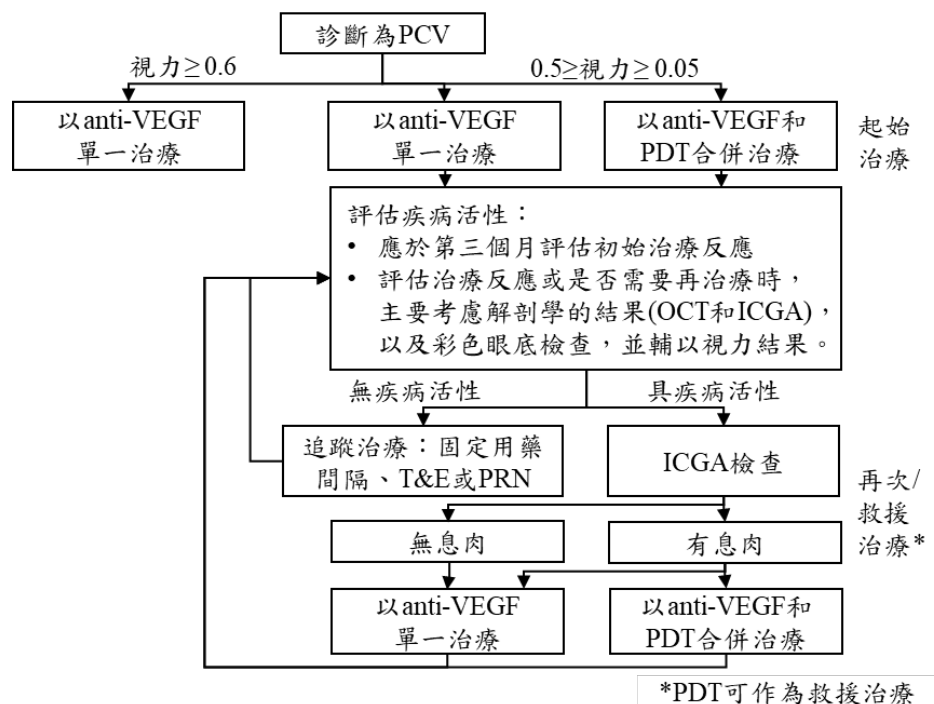 診斷為PCV
視力≥0.6
0.5≥視力≥0.05
以anti-VEGF
單一治療
以anti-VEGF
單一治療
以anti-VEGF和
PDT合併治療
起始
治療
評估疾病活性：
• 應於第三個月評估初始治療反應
• 評估治療反應或是否需要再治療時，
主要考慮解剖學的結果(OCT和ICGA)，
以及彩色眼底檢查，並輔以視力結果。
無疾病活性
具疾病活性
追蹤治療：固定用藥
間隔、T&E或PRN
ICGA檢查
再次/
救援
治療*
無息肉
有息肉
以anti-VEGF
單一治療
以anti-VEGF和
PDT合併治療
*PDT可作為救援治療